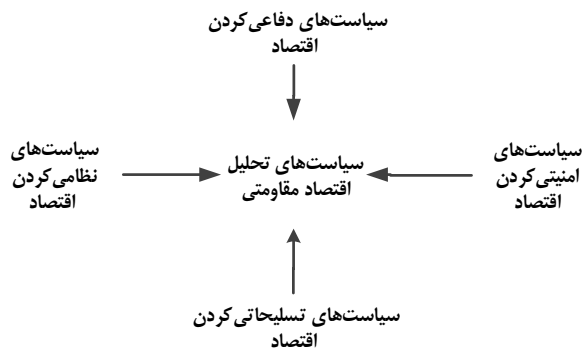 سیاست‌های دفاعی‌کردن
اقتصاد
سیاست‌های
امنیتی‌کردن
اقتصاد
سیاست‌های تحلیل
اقتصاد مقاومتی
سیاست‌های
نظامی‌کردن
اقتصاد
سیاست‌های تسلیحاتی‌کردن
اقتصاد